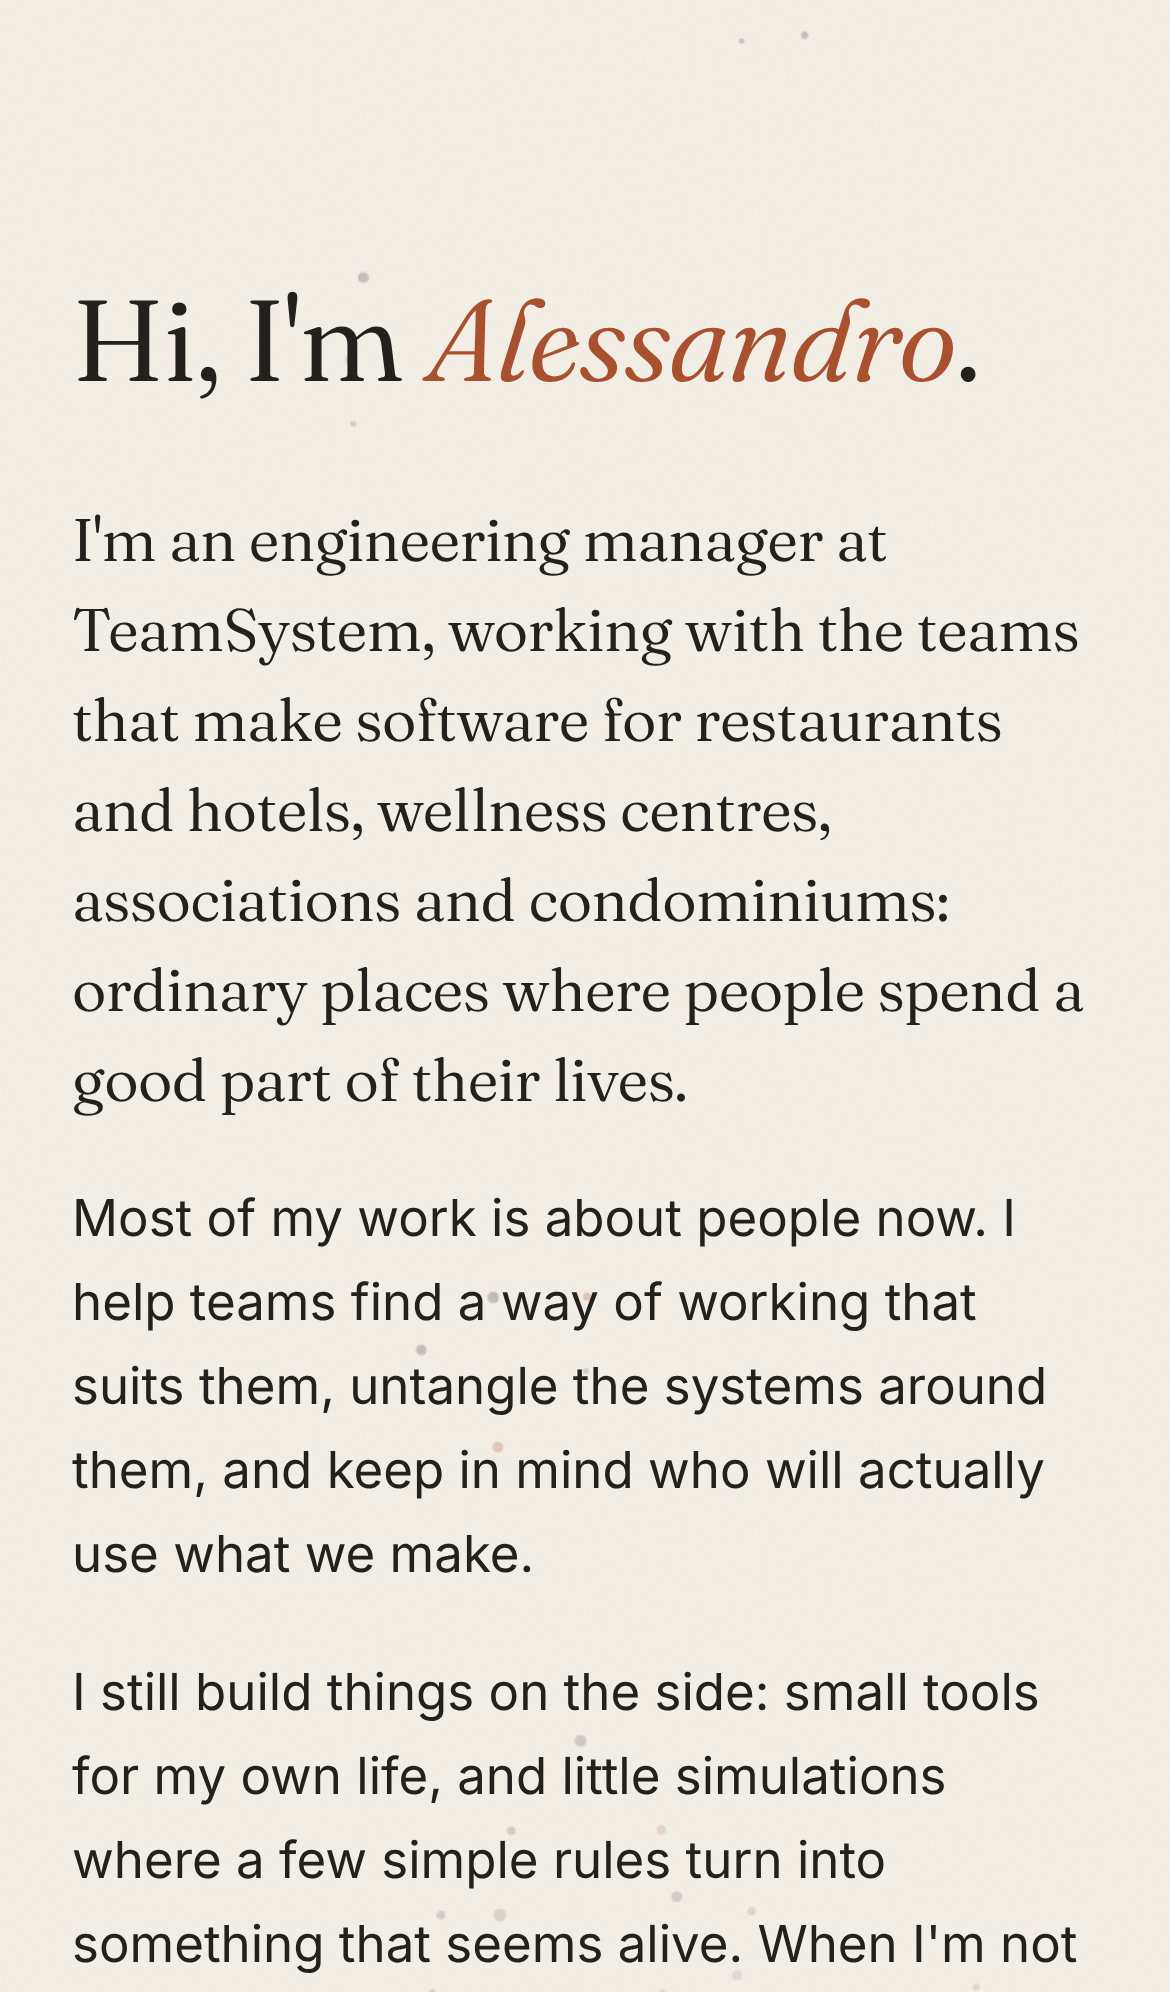 Hi, I'm Alessandro.
I'm an engineering manager at
TeamSystem, working with the teams
that make software for restaurants
and hotels, wellness centres,
associations and condominiums:
ordinary places where people spend a
good part of their lives.
Most of my work is about people now. I
help teams find a way of working that
suits them, untangle the systems around
them, and keep in mind who will actually
use what we make.
I still build things on the side: small tools
for my own life, and little simulations
where a few simple rules turn into
something that seems alive. When I'm not